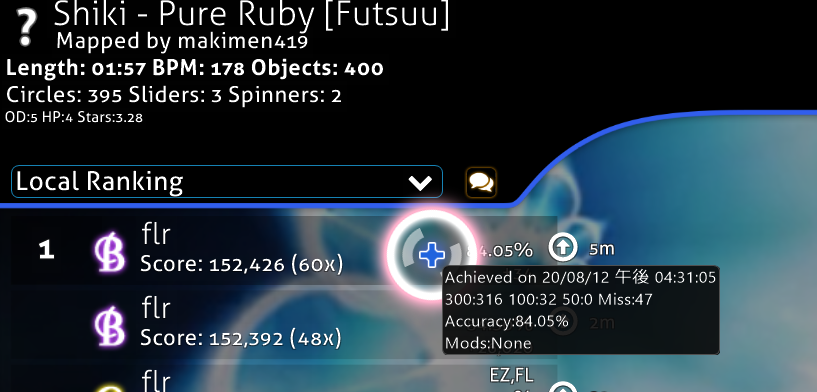 Shiki - Pure Ruby [Futsuu]
Mapped by makimen419
Length: 01:57 BPM: 178 Objects: 400
Circles: 395 Sliders: 3 Spinners: 2
OD:5 HP:4 Stars:3.28
Local Ranking
1
flr
Score: 152,426 (60x)
84.05%
5m
Achieved on 20/08/12 午後 04:31:05
300:316 100:32 50:0 Miss:47
Accuracy:84.05%
Mods:None
flr
Score: 152,392 (48x)
2m
flr
EZ,FL